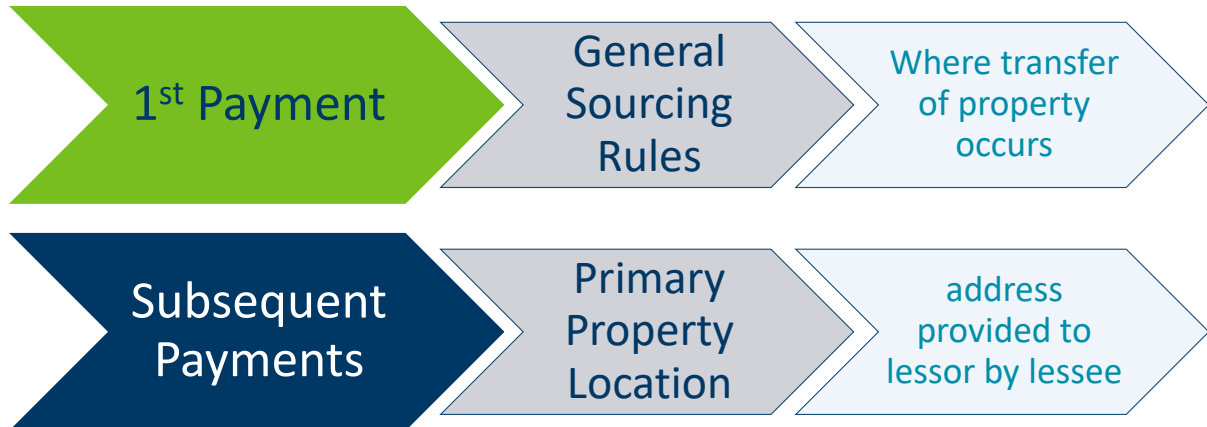 1st Payment
General
Sourcing
Rules
Where transfer
of property
occurs
Subsequent
Payments
Primary
Property
Location
address
provided to
lessor by lessee